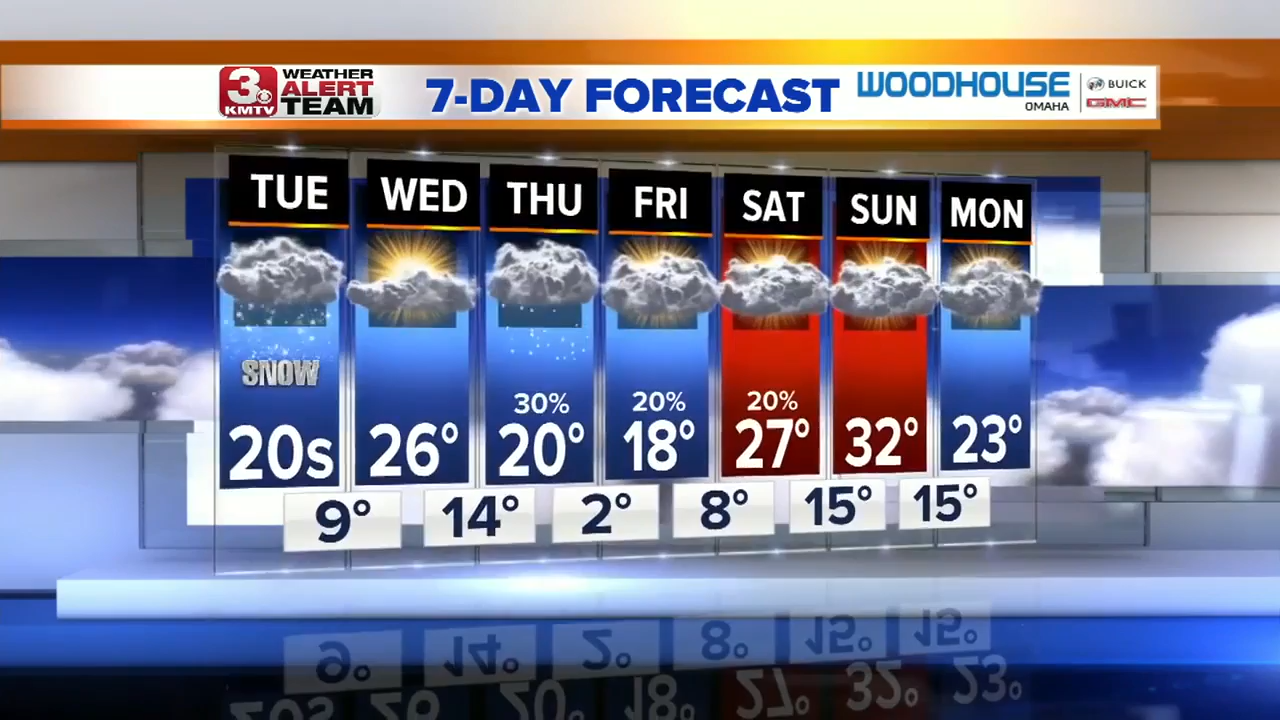 3 KMTV
WEATHER
ALERT
TEAM
7-DAY FORECAST
WOODHOUSE
OMAHA
BUICK
GMC
TUE WED THU FRI SAT SUN MON
SNOW
30% 20% 20%
20s 26° 20° 18° 27° 32° 23°
9° 14° 2° 8° 15° 15°